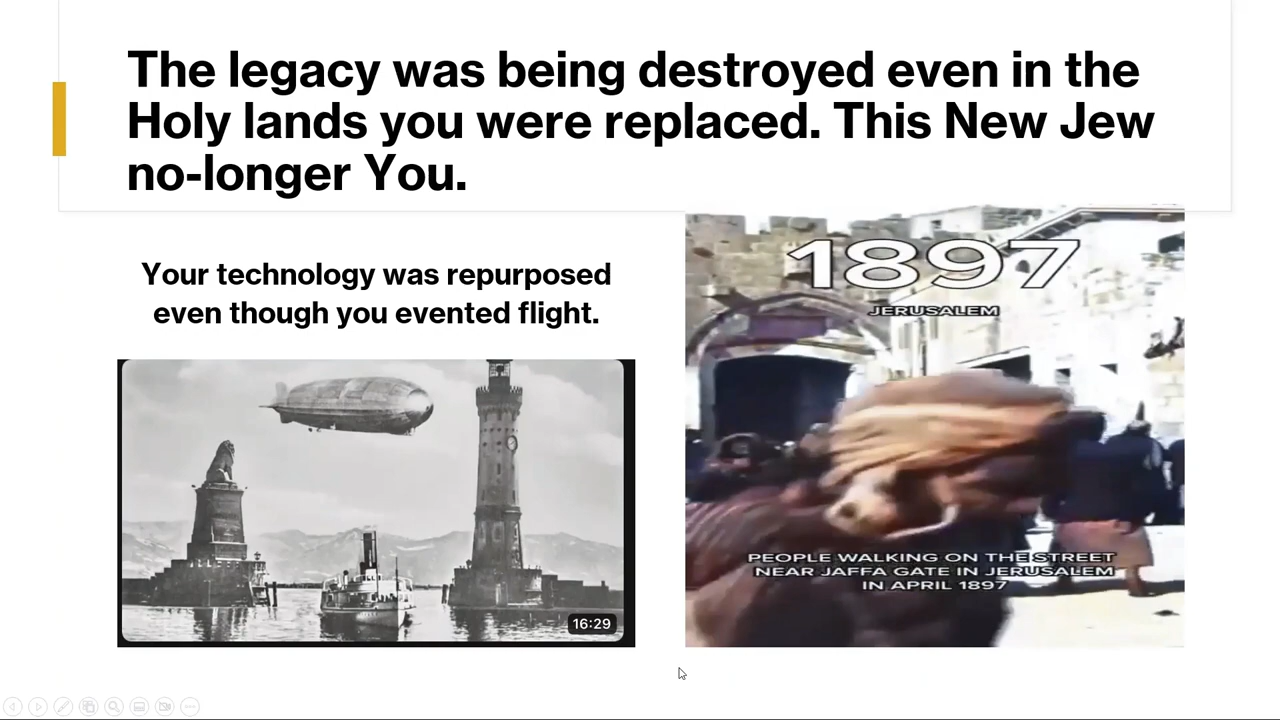 The legacy was being destroyed even in the
Holy lands you were replaced. This New Jew
no-longer You.
Your technology was repurposed
even though you evented flight.
16:29
1897
JERUSALEM
PEOPLE WALKING ON THE STREET
NEAR JAFFA GATE IN JERUSALEM
IN APRIL 1897